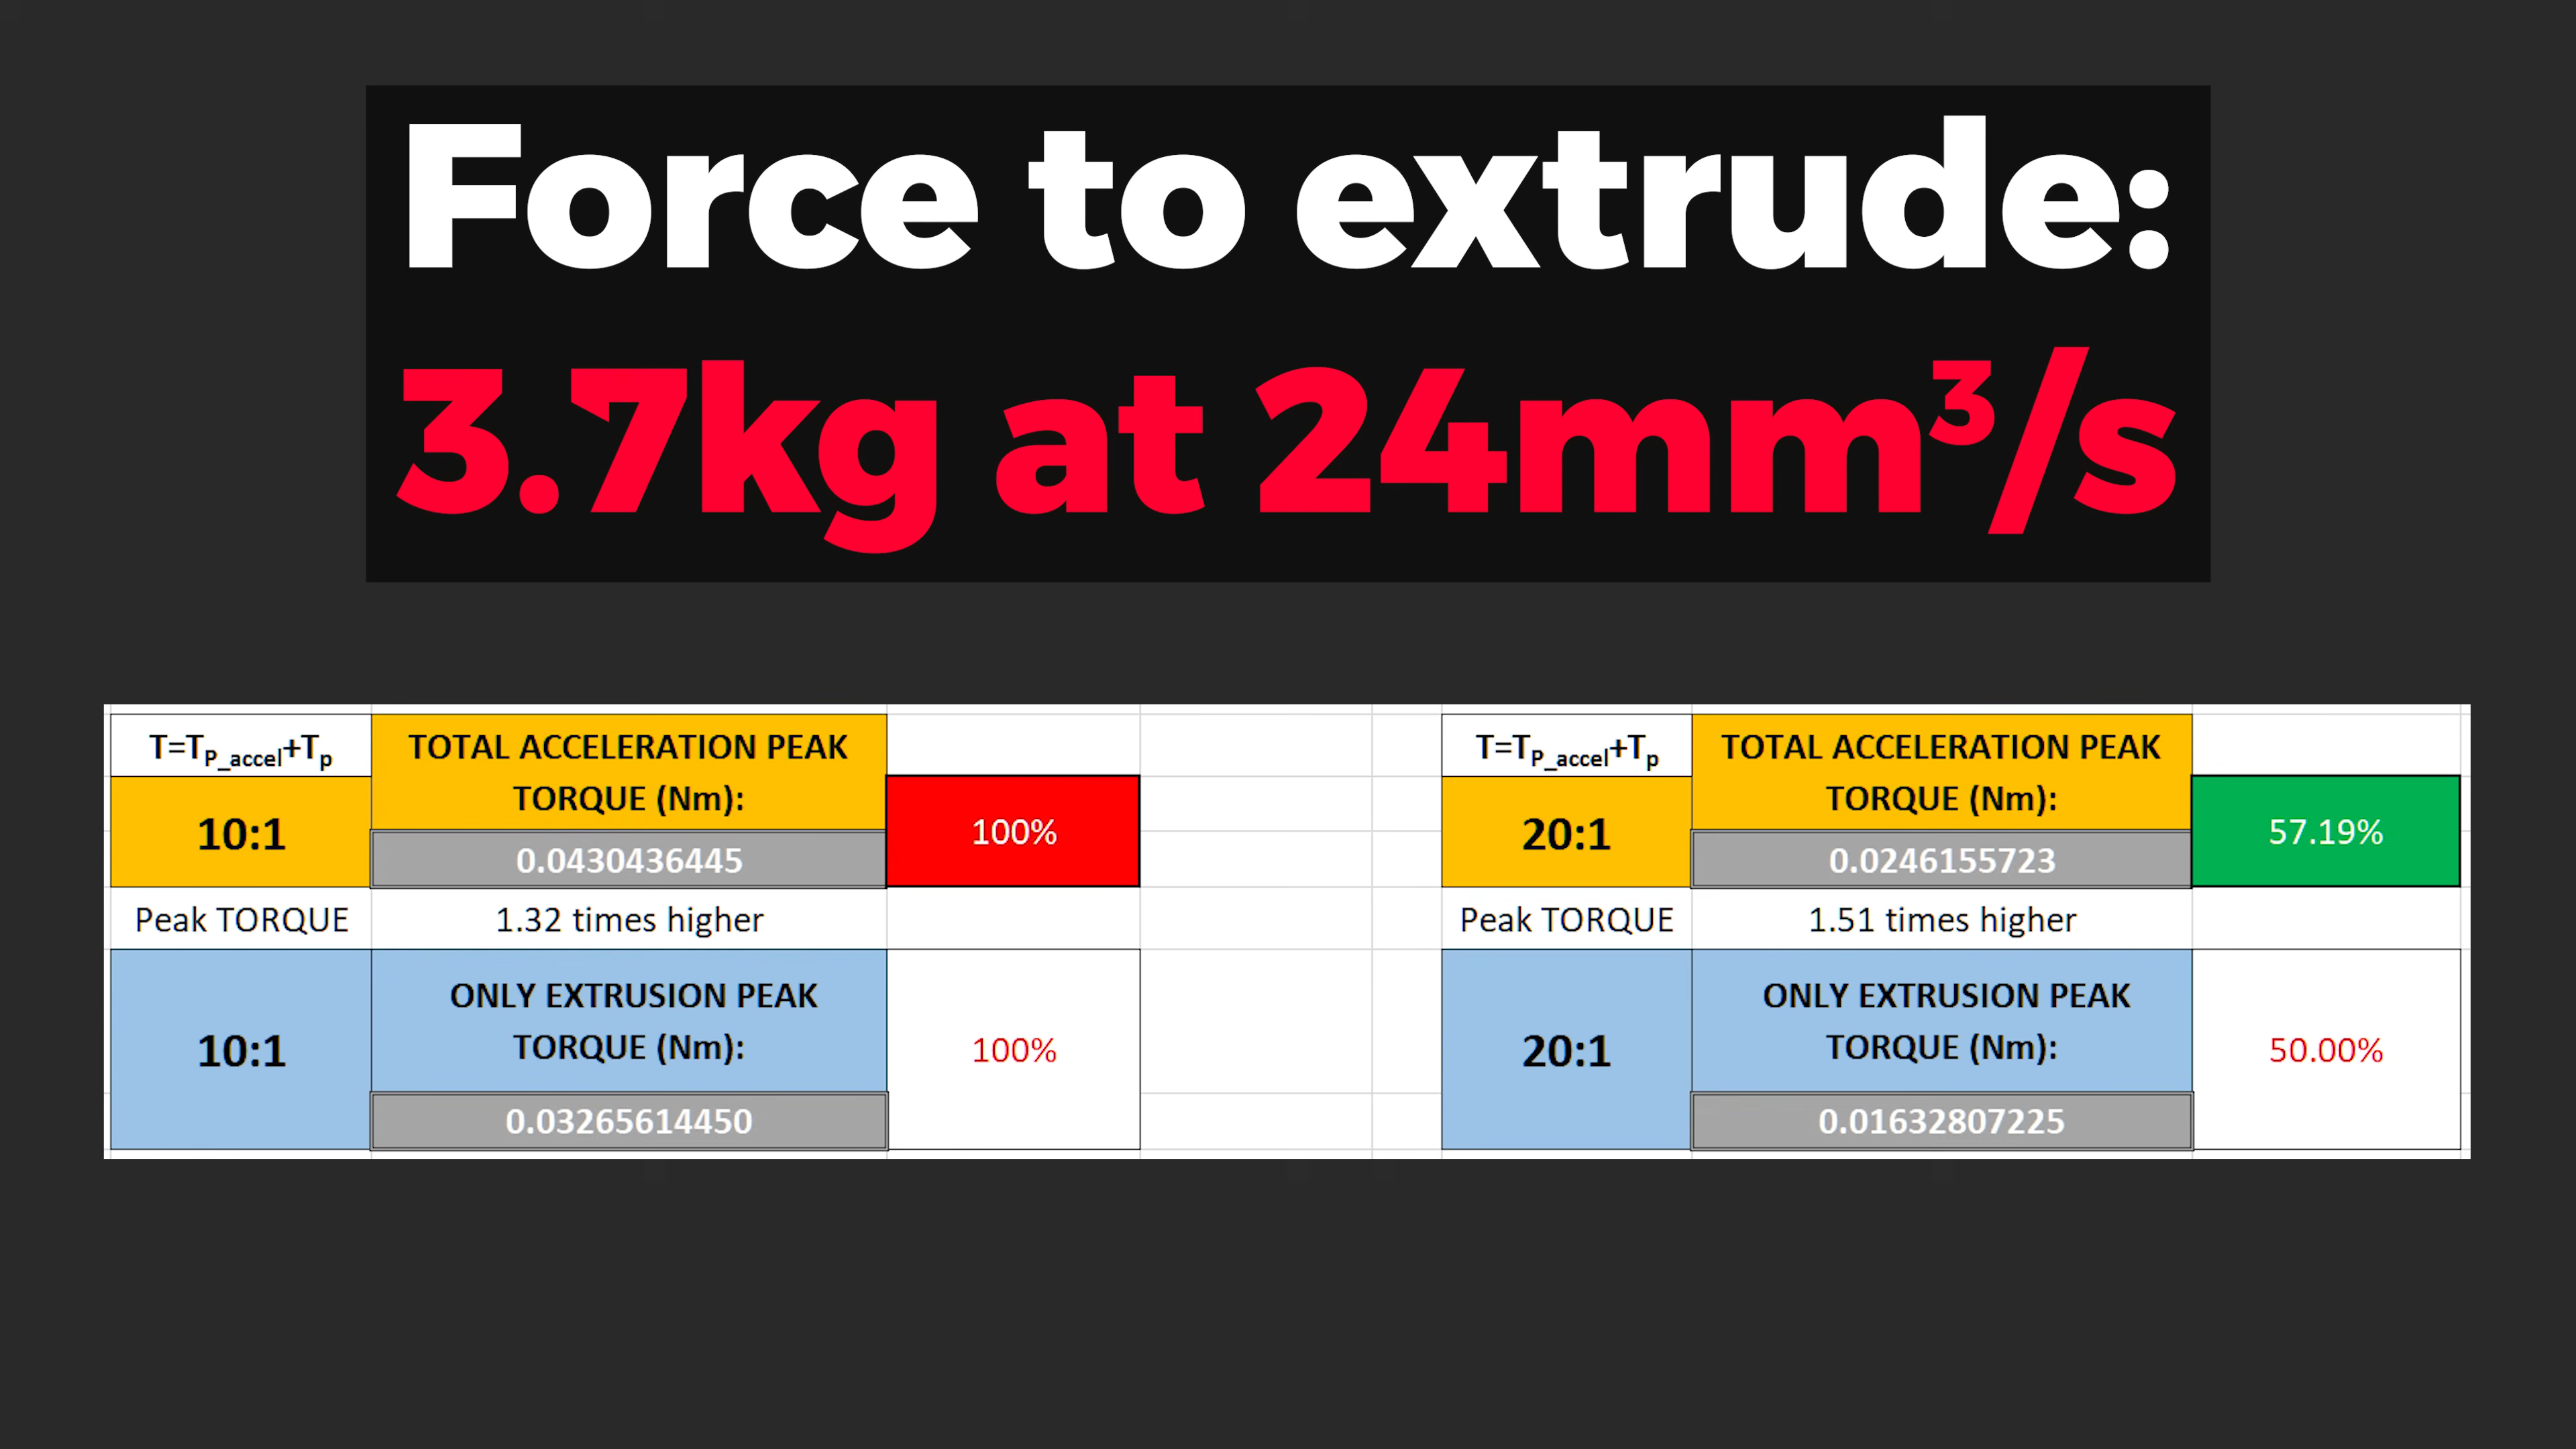 Force to extrude:
3.7kg at 24mm³/s
T=TP_accel+Tp
TOTAL ACCELERATION PEAK
TORQUE (Nm):
10:1
0.0430436445
100%
Peak TORQUE
1.32 times higher
10:1
ONLY EXTRUSION PEAK
TORQUE (Nm):
0.03265614450
100%
T=TP_accel+Tp
TOTAL ACCELERATION PEAK
TORQUE (Nm):
20:1
0.0246155723
57.19%
Peak TORQUE
1.51 times higher
20:1
ONLY EXTRUSION PEAK
TORQUE (Nm):
0.01632807225
50.00%